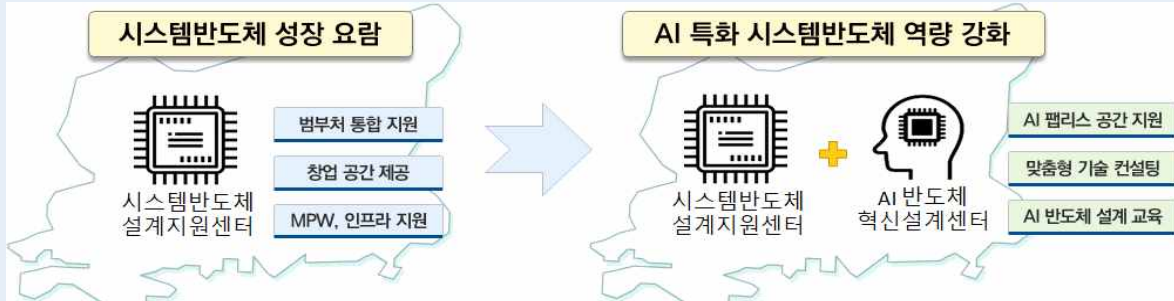 시스템반도체 성장 요람
범부처 통합 지원
창업 공간 제공
MPW, 인프라 지원
시스템반도체
설계지원센터
AI 특화 시스템반도체 역량 강화
시스템반도체
설계지원센터
AI 반도체
혁신설계센터
AI 팹리스 공간 지원
맞춤형 기술 컨설팅
AI 반도체 설계 교육